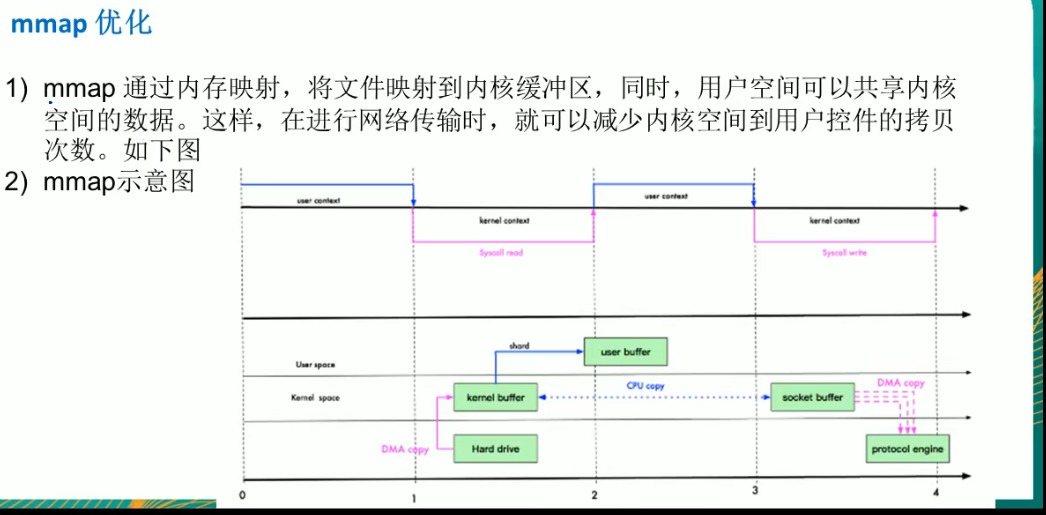 mmap 优化
1) mmap 通过内存映射，将文件映射到内核缓冲区，同时，用户空间可以共享内核
空间的数据。这样，在进行网络传输时，就可以减少内核空间到用户控件的拷贝
次数。如下图
2) mmap示意图
user context
user context
kernel context
kernel context
Syscall read
Syscall write
shard
user buffer
User space
CPU copy
DMA copy
Kernel space
kernel buffer
socket buffer
DMA copy
Hard drive
protocol engine
0
1
2
3
4